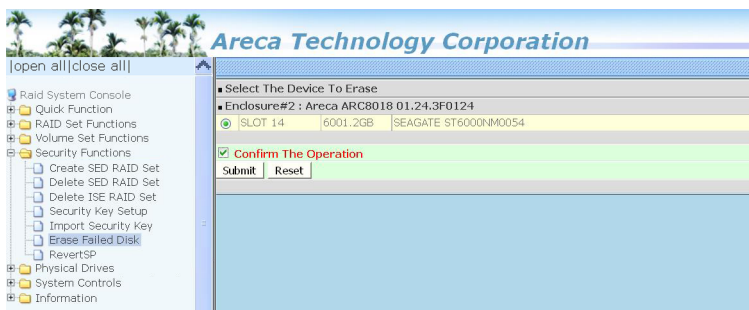 Areca Technology Corporation
|open all|close all|
Raid System Console
Quick Function
RAID Set Functions
Volume Set Functions
Security Functions
Create SED RAID Set
Delete SED RAID Set
Delete ISE RAID Set
Security Key Setup
Import Security Key
Erase Failed Disk
RevertSP
Physical Drives
System Controls
Information
Select The Device To Erase
Enclosure#2 : Areca ARC8018 01.24.3F0124
SLOT 14 6001.2GB SEAGATE ST6000NM0054
Confirm The Operation
Submit Reset